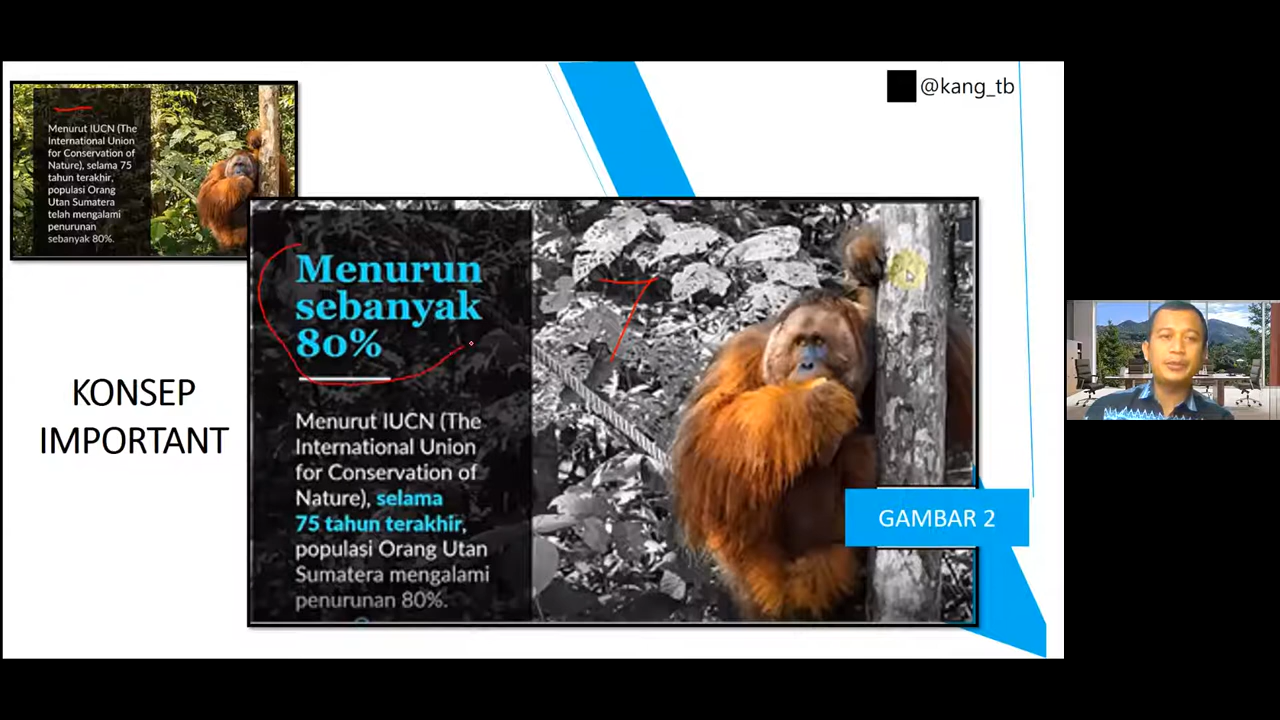 @kang_tb
Menurut IUCN (The
International Union
for Conservation of
Nature), selama 75
tahun terakhir,
populasi Orang
Utan Sumatera
telah mengalami
penurunan
sebanyak 80%.
Menurun
sebanyak
80%
Menurut IUCN (The
International Union
for Conservation of
Nature), selama
75 tahun terakhir,
populasi Orang Utan
Sumatera mengalami
penurunan 80%.
KONSEP
IMPORTANT
GAMBAR 2